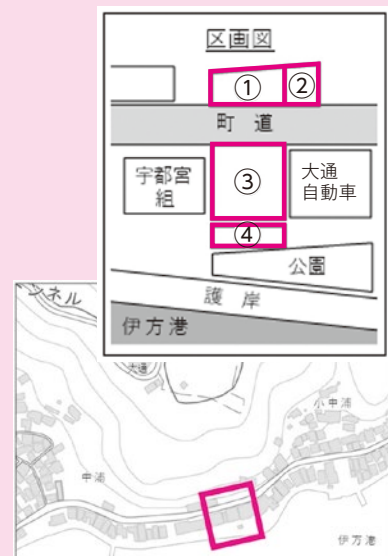 区画図
① ②
町道
宇都宮
組
③
大通
自動車
④
公園
護岸
伊方港
ンネル
大通
小中浦
中浦
伊方港